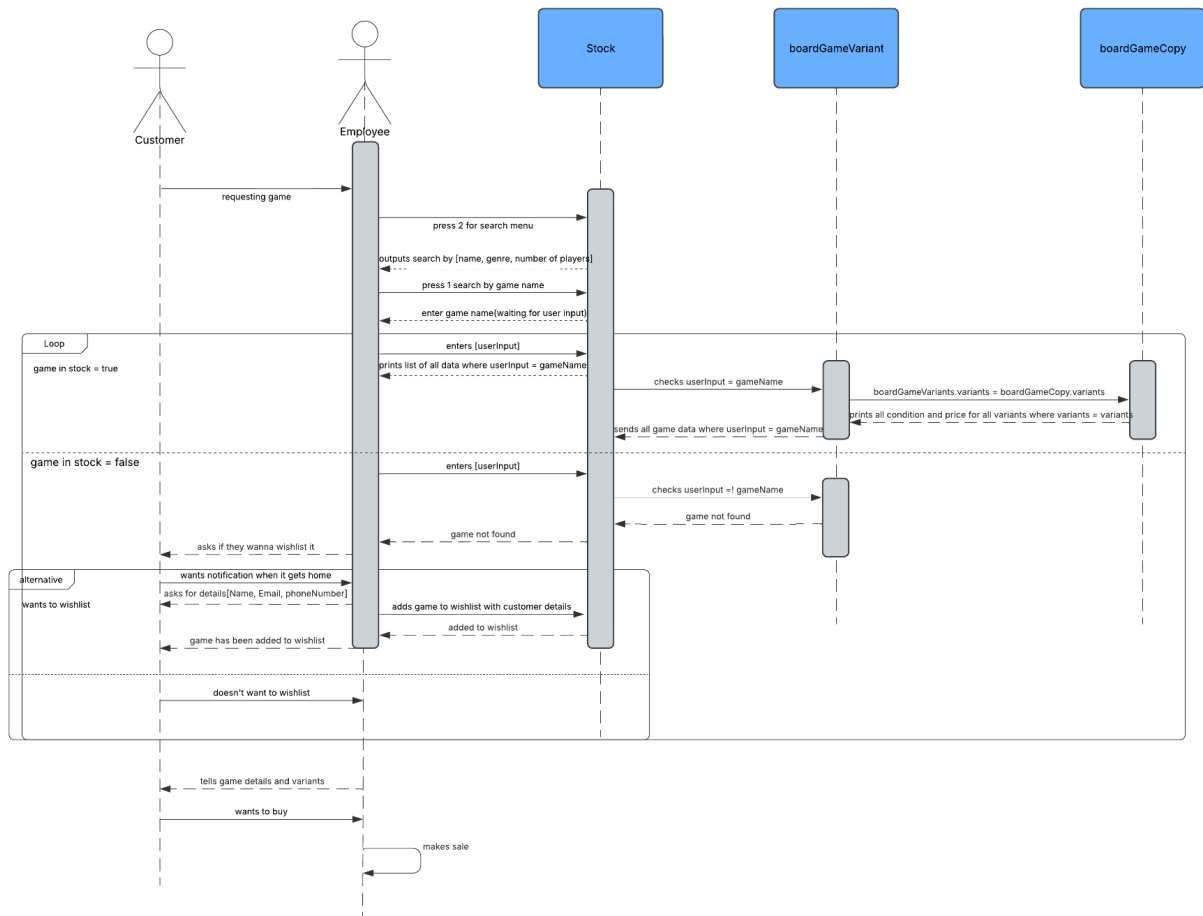 Stock
boardGameVariant
boardGameCopy
Customer
Employee
requesting game
press 2 for search menu
outputs search by [name, genre, number of players]
press 1 search by game name
enter game name(waiting for user input)
Loop
game in stock = true
enters [userInput]
prints list of all data where userInput = gameName
checks userInput = gameName
boardGameVariants.variants = boardGameCopy.variants
prints all condition and price for all variants where variants = variants
sends all game data where userInput = gameName
game in stock = false
enters [userInput]
checks userInput =! gameName
game not found
game not found
asks if they wanna wishlist it
alternative
wants notification when it gets home
asks for details[Name, Email, phoneNumber]
wants to wishlist
adds game to wishlist with customer details
added to wishlist
game has been added to wishlist
doesn't want to wishlist
tells game details and variants
wants to buy
makes sale